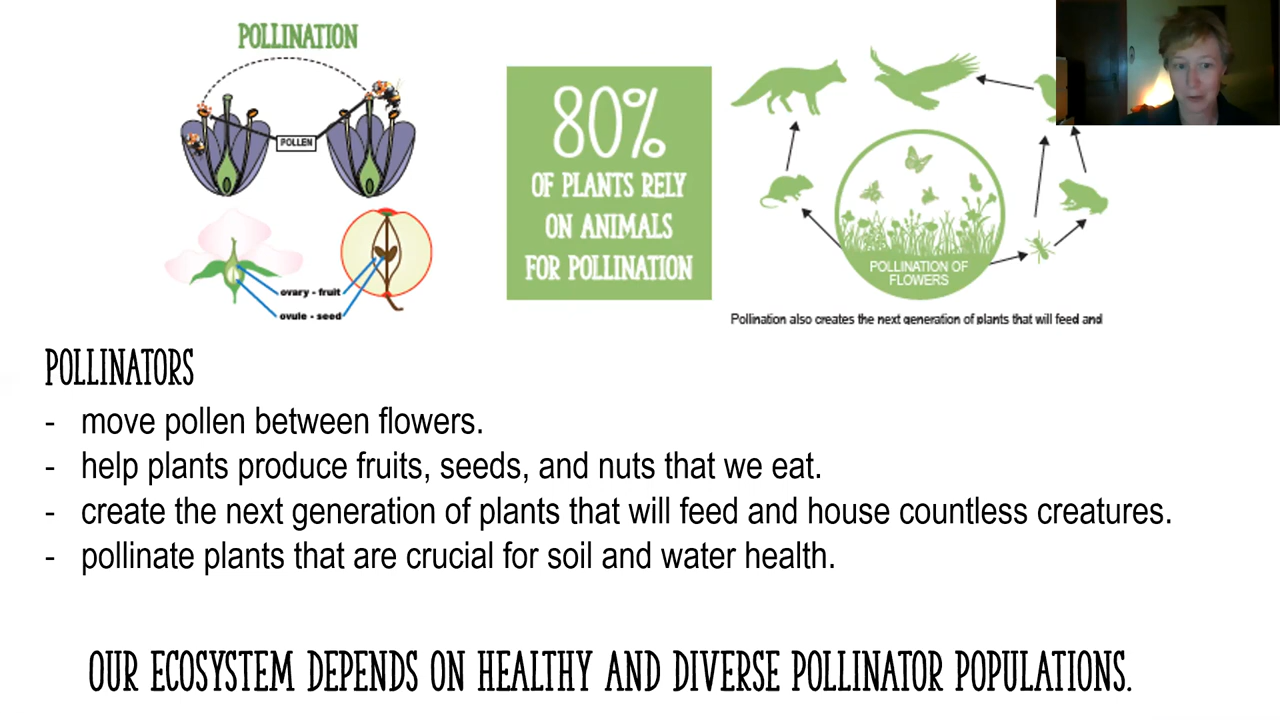 POLLINATION
POLLEN
ovary - fruit
ovule - seed
80%
OF PLANTS RELY
ON ANIMALS
FOR POLLINATION
POLLINATION OF
FLOWERS
Pollination also creates the next generation of plants that will feed and
POLLINATORS
- move pollen between flowers.
- help plants produce fruits, seeds, and nuts that we eat.
- create the next generation of plants that will feed and house countless creatures.
- pollinate plants that are crucial for soil and water health.
OUR ECOSYSTEM DEPENDS ON HEALTHY AND DIVERSE POLLINATOR POPULATIONS.